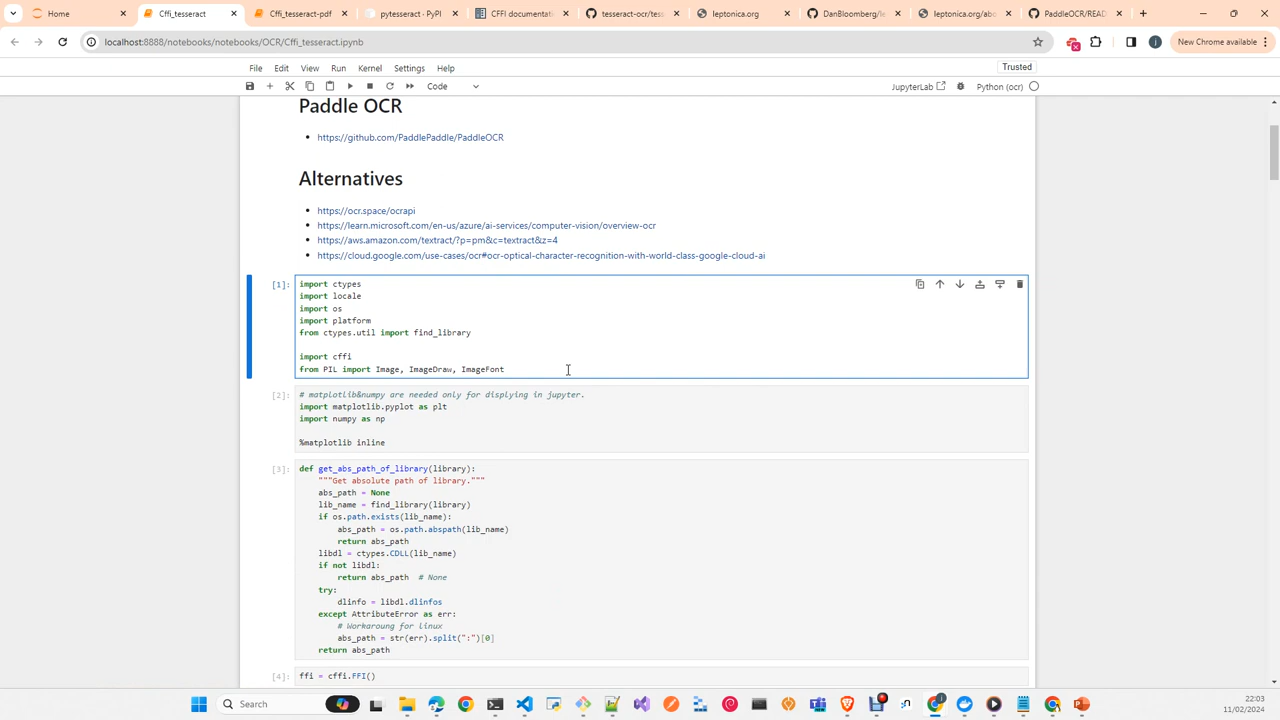 Home
Cffi_tesseract
Cffi_tesseract-pdf
pytesseract · PyPI
CFFI documentati
tesseract-ocr/tess
leptonica.org
DanBloomberg/le
leptonica.org/abo
PaddleOCR/READ
localhost:8888/notebooks/notebooks/OCR/Cffi_tesseract.ipynb
New Chrome available
File Edit View Run Kernel Settings Help
Trusted
Code
JupyterLab
Python (ocr)
Paddle OCR
https://github.com/PaddlePaddle/PaddleOCR
Alternatives
https://ocr.space/ocrapi
https://learn.microsoft.com/en-us/azure/ai-services/computer-vision/overview-ocr
https://aws.amazon.com/textract/?p=pm&c=textract&z=4
https://cloud.google.com/use-cases/ocr#ocr-optical-character-recognition-with-world-class-google-cloud-ai
[1]: import ctypes
import locale
import os
import platform
from ctypes.util import find_library
import cffi
from PIL import Image, ImageDraw, ImageFont
[2]: # matplotlib&numpy are needed only for displying in jupyter.
import matplotlib.pyplot as plt
import numpy as np
%matplotlib inline
[3]: def get_abs_path_of_library(library):
"""Get absolute path of library."""
abs_path = None
lib_name = find_library(library)
if os.path.exists(lib_name):
abs_path = os.path.abspath(lib_name)
return abs_path
libdl = ctypes.CDLL(lib_name)
if not libdl:
return abs_path # None
try:
dlinfo = libdl.dlinfos
except AttributeError as err:
# Workaroung for linux
abs_path = str(err).split(":")[0]
return abs_path
[4]: ffi = cffi.FFI()
Search
22:03
11/02/2024